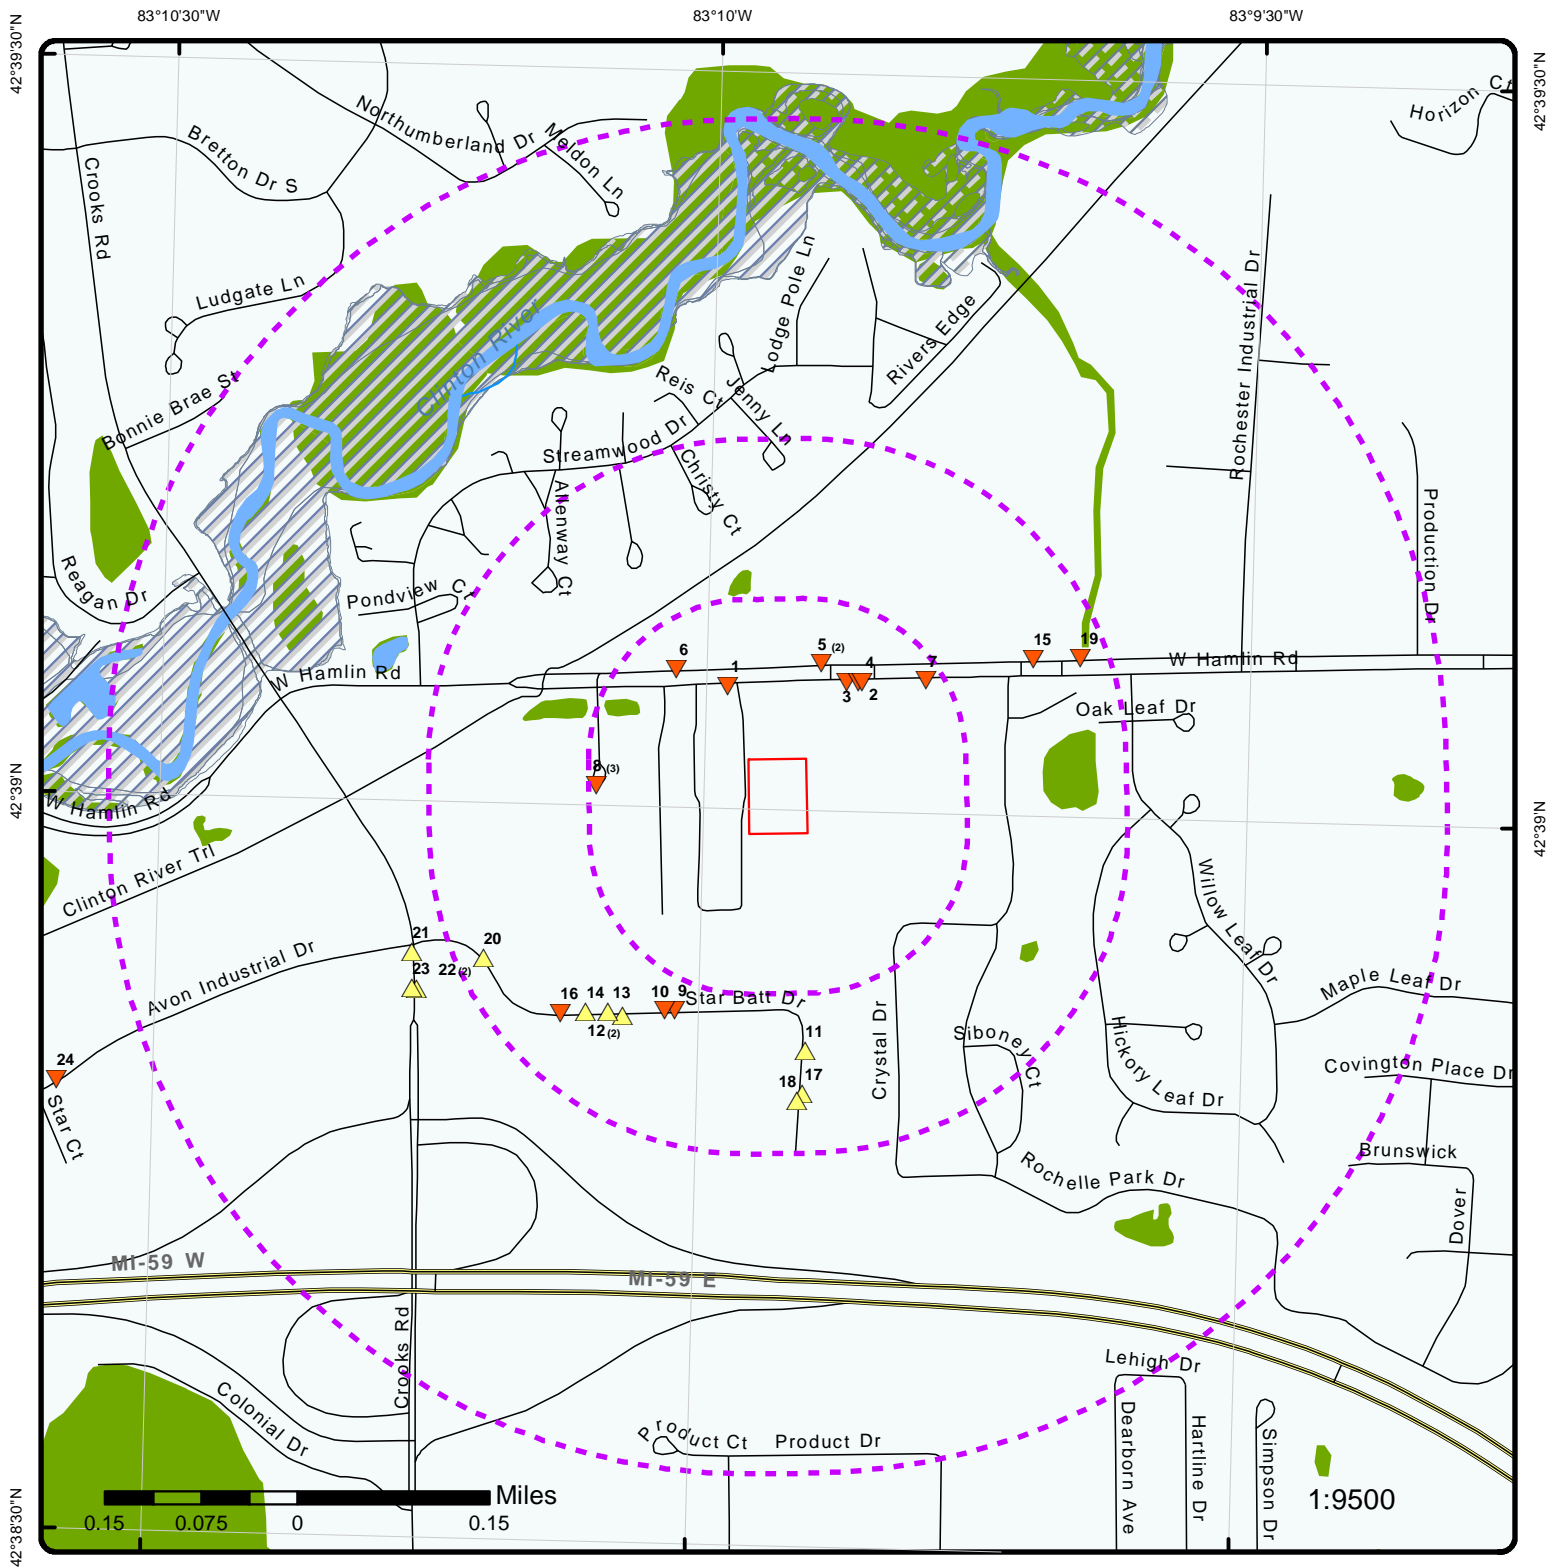 83°10'30"W
83°10'W
83°9'30"W
42°39'30"N
42°39'30"N
Horizon Ct
Northumberland Dr
Meldon Ln
Bretton Dr S
Crooks Rd
Ludgate Ln
Lodge Pole Ln
Rochester Industrial Dr
Clinton River
Rivers Edge
Bonnie Brae St
Reis Ct
Jenny Ln
Streamwood Dr
Christy Ct
Allenway Ct
Production Dr
Reagan Dr
Pondview Ct
6
5 (2)
4
7
15
19
W Hamlin Rd
W Hamlin Rd
1
3
2
Oak Leaf Dr
8 (3)
42°39'N
42°39'N
W Hamlin Rd
Clinton River Trl
Willow Leaf Dr
21
20
Avon Industrial Dr
23
22 (2)
Maple Leaf Dr
16
14
13
10
9
Star Batt Dr
12 (2)
11
Crystal Dr
Siboney Ct
Hickory Leaf Dr
24
Covington Place Dr
18
17
Star Ct
Brunswick
Rochelle Park Dr
Dover
MI-59 W
MI-59 E
Crooks Rd
Lehigh Dr
Colonial Dr
Product Ct
Product Dr
Dearborn Ave
Hartline Dr
Simpson Dr
Miles
1:9500
0.15
0.075
0
0.15
42°38'30"N
42°38'30"N